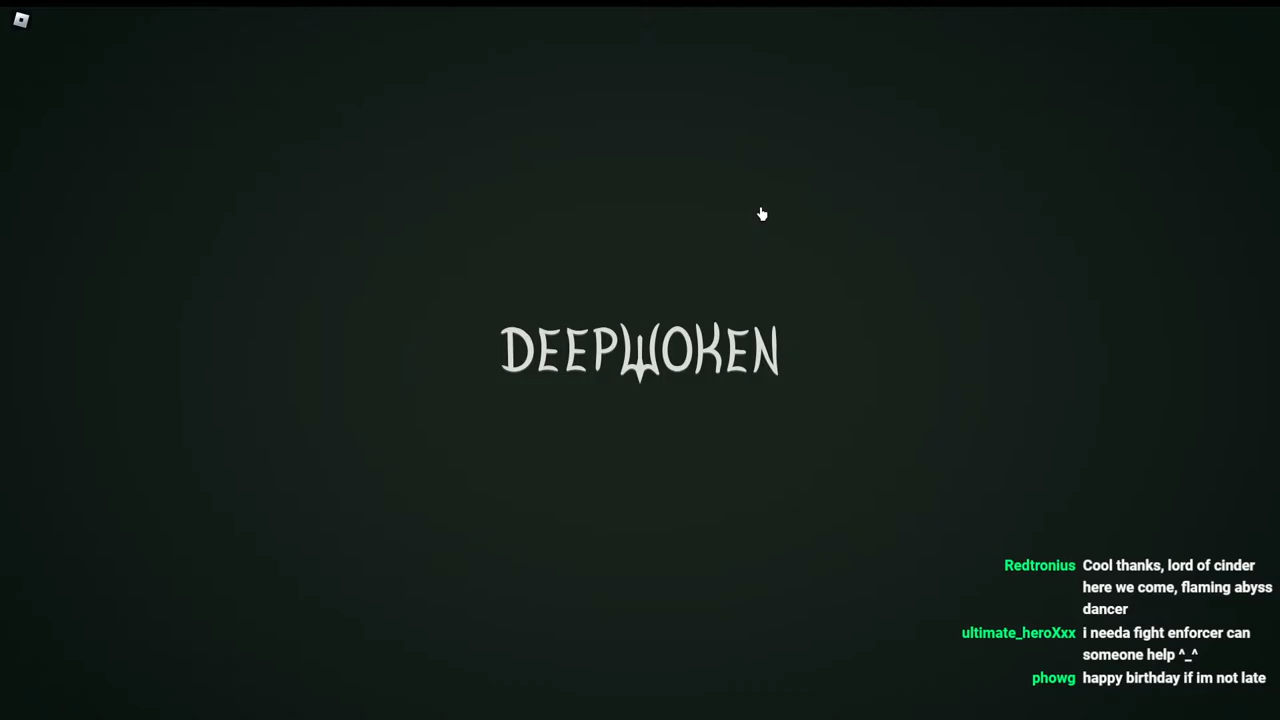 DEEPWOKEN
Redtronius Cool thanks, lord of cinder
here we come, flaming abyss
dancer
ultimate_heroXxx i needa fight enforcer can
someone help ^_^
phowg happy birthday if im not late